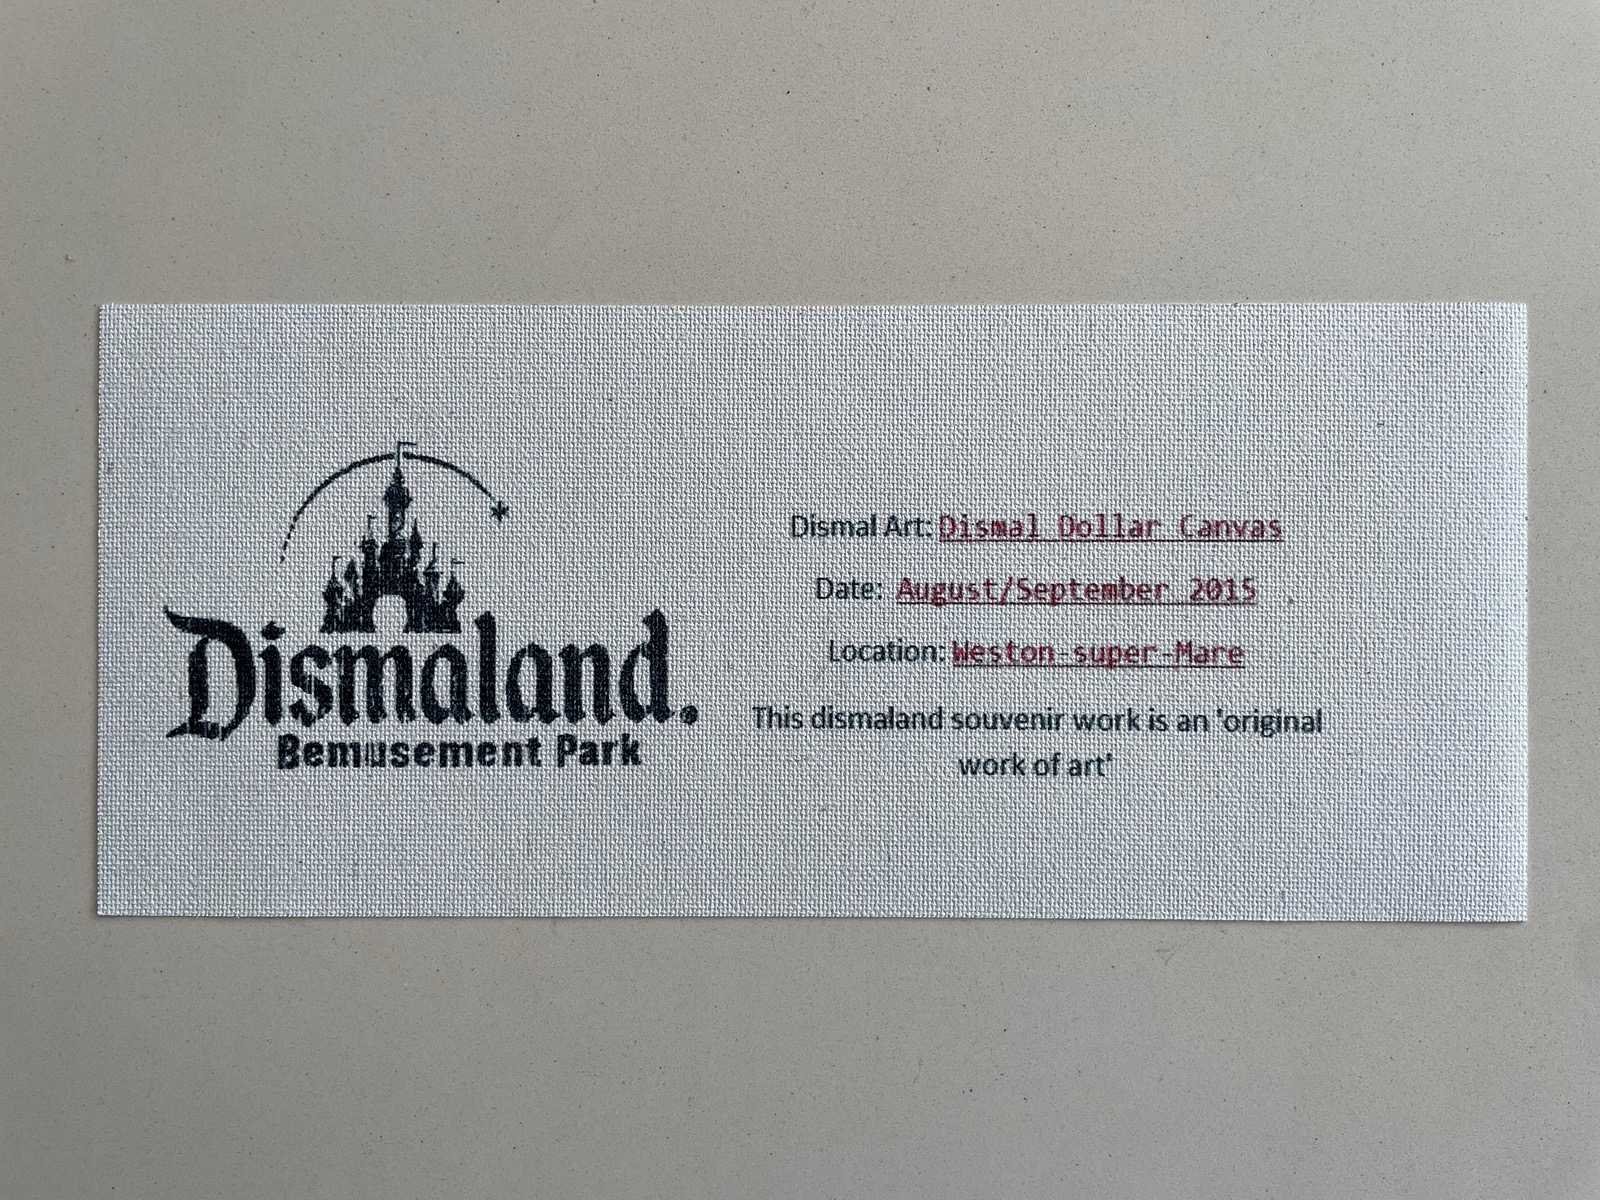 Dismaland.
Bemusement Park
Dismal Art: Dismal Dollar Canvas
Date: August/September 2015
Location: Weston-super-Mare
This dismaland souvenir work is an 'original
work of art'